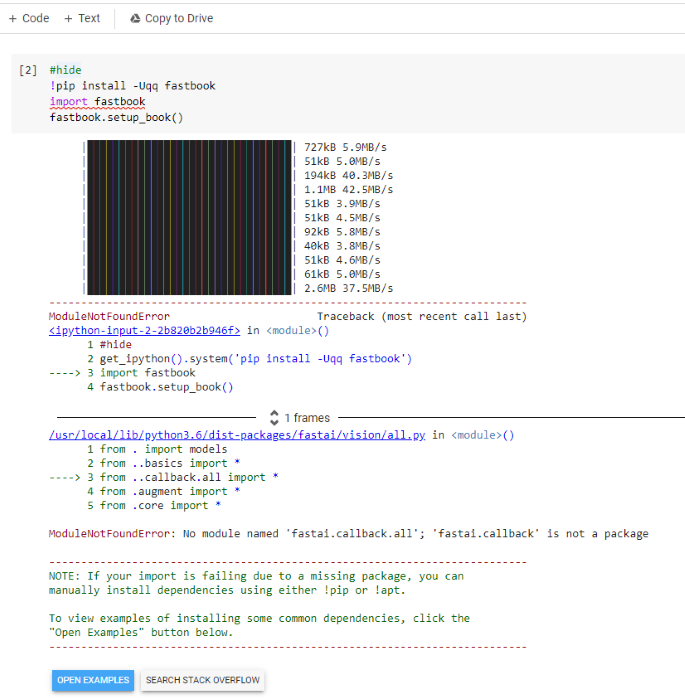 + Code + Text Copy to Drive
[2] #hide
!pip install -Uqq fastbook
import fastbook
fastbook.setup_book()
| | 727kB 5.9MB/s
| | 51kB 5.0MB/s
| | 194kB 40.3MB/s
| | 1.1MB 42.5MB/s
| | 51kB 3.9MB/s
| | 51kB 4.5MB/s
| | 92kB 5.8MB/s
| | 40kB 3.8MB/s
| | 51kB 4.6MB/s
| | 61kB 5.0MB/s
| | 2.6MB 37.5MB/s
---------------------------------------------------------------------------
ModuleNotFoundError Traceback (most recent call last)
<ipython-input-2-2b820b2b946f> in <module>()
1 #hide
2 get_ipython().system('pip install -Uqq fastbook')
----> 3 import fastbook
4 fastbook.setup_book()
1 frames
/usr/local/lib/python3.6/dist-packages/fastai/vision/all.py in <module>()
1 from . import models
2 from ..basics import *
----> 3 from ..callback.all import *
4 from .augment import *
5 from .core import *
ModuleNotFoundError: No module named 'fastai.callback.all'; 'fastai.callback' is not a package
---------------------------------------------------------------------------
NOTE: If your import is failing due to a missing package, you can
manually install dependencies using either !pip or !apt.
To view examples of installing some common dependencies, click the
"Open Examples" button below.
---------------------------------------------------------------------------
OPEN EXAMPLES SEARCH STACK OVERFLOW